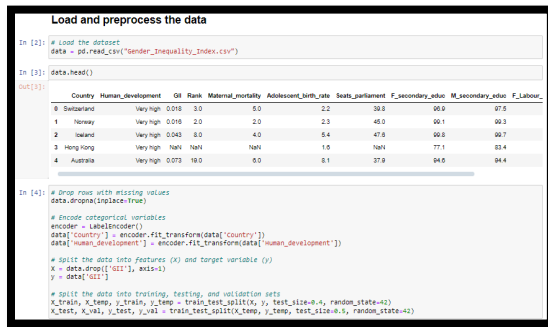 Load and preprocess the data
In [2]: # Load the dataset
data = pd.read_csv("Gender_Inequality_Index.csv")
In [3]: data.head()
Out[3]:
Country Human_development GII Rank Maternal_mortality Adolescent_birth_rate Seats_parliament F_secondary_educ M_secondary_educ F_Labour_
0 Switzerland Very high 0.018 3.0 5.0 2.2 39.8 96.9 97.5
1 Norway Very high 0.016 2.0 2.0 2.3 45.0 99.1 99.3
2 Iceland Very high 0.043 8.0 4.0 5.4 47.6 99.8 99.7
3 Hong Kong Very high NaN NaN NaN 1.6 NaN 77.1 83.4
4 Australia Very high 0.073 19.0 6.0 8.1 37.9 94.6 94.4
In [4]: # Drop rows with missing values
data.dropna(inplace=True)
# Encode categorical variables
encoder = LabelEncoder()
data['Country'] = encoder.fit_transform(data['Country'])
data['Human_development'] = encoder.fit_transform(data['Human_development'])
# Split the data into features (X) and target variable (y)
X = data.drop(['GII'], axis=1)
y = data['GII']
# Split the data into training, testing, and validation sets
X_train, X_temp, y_train, y_temp = train_test_split(X, y, test_size=0.4, random_state=42)
X_test, X_val, y_test, y_val = train_test_split(X_temp, y_temp, test_size=0.5, random_state=42)